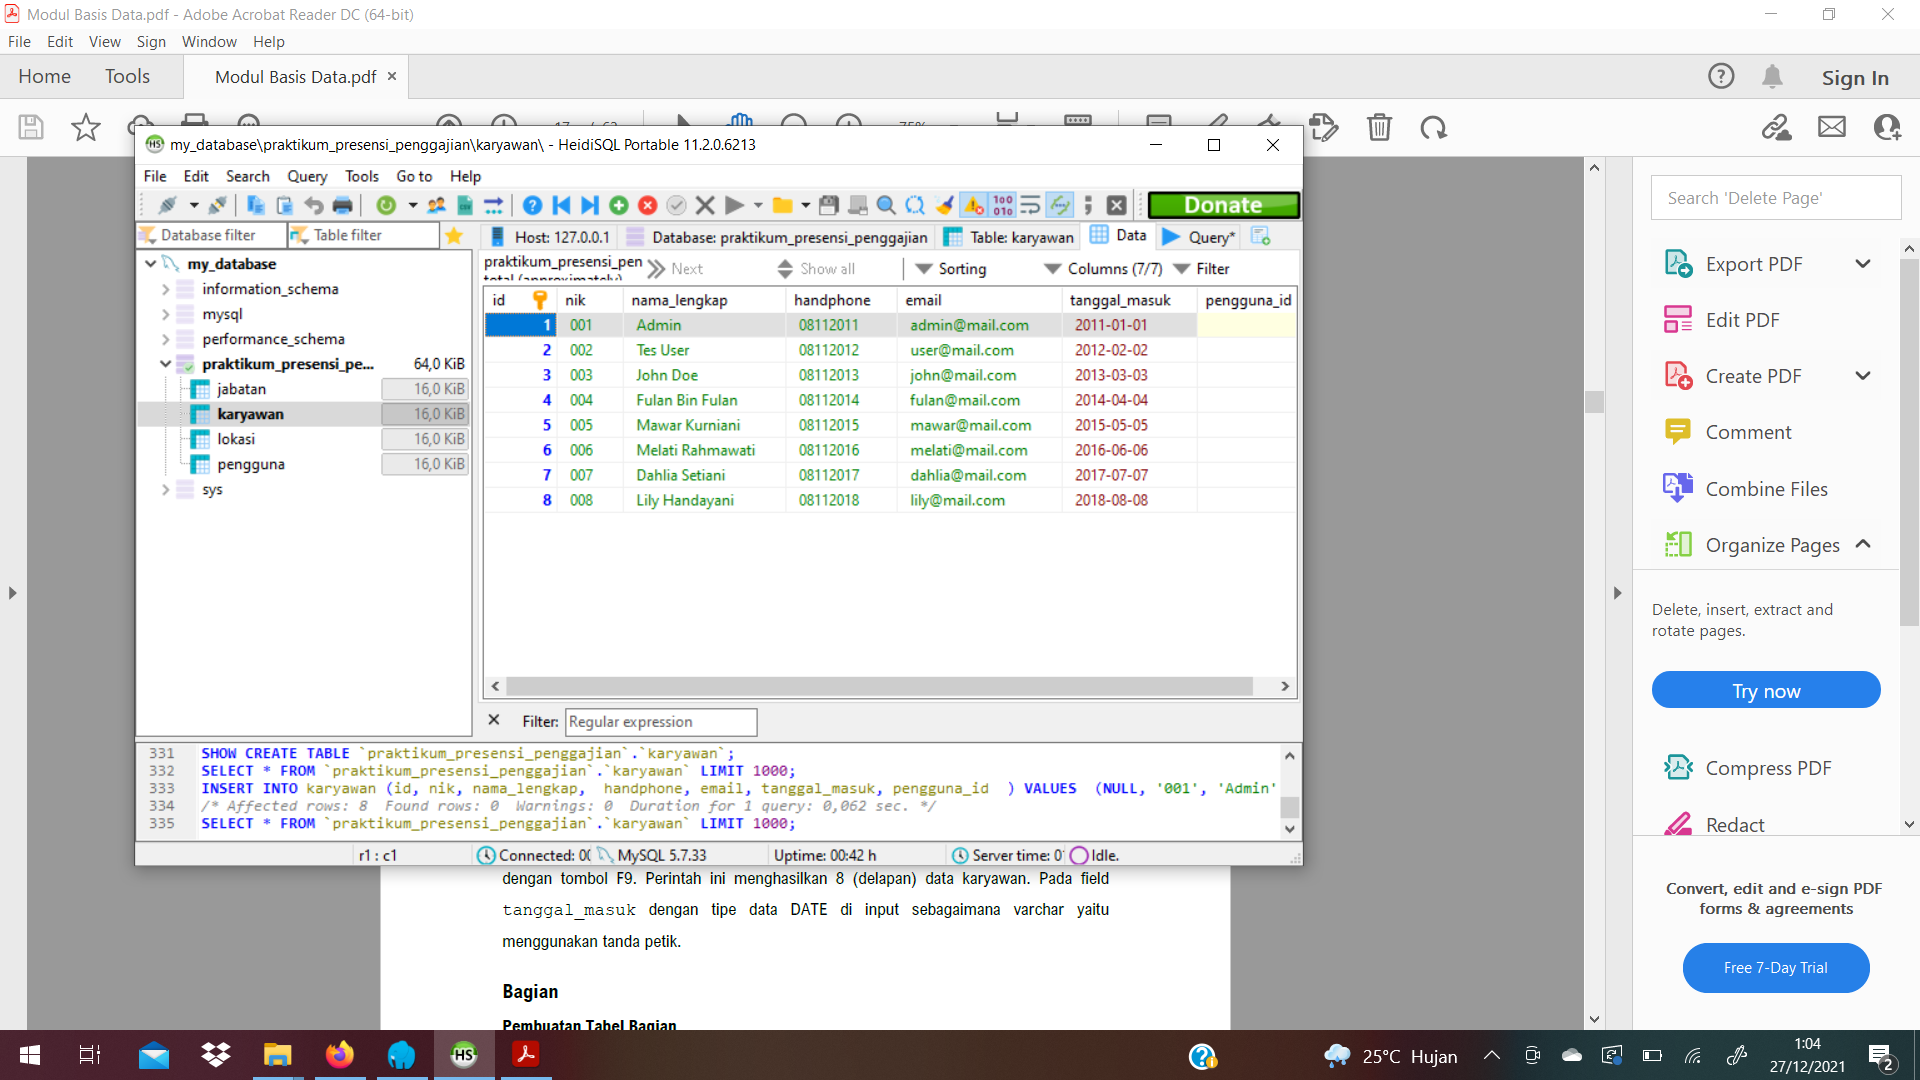 Modul Basis Data.pdf - Adobe Acrobat Reader DC (64-bit)
File Edit View Sign Window Help
Home Tools Modul Basis Data.pdf × Sign In
my_database\praktikum_presensi_penggajian\karyawan\ - HeidiSQL Portable 11.2.0.6213
File Edit Search Query Tools Go to Help
Donate
Database filter Table filter
Host: 127.0.0.1 Database: praktikum_presensi_penggajian Table: karyawan Data Query*
praktikum_presensi_pen Next Show all Sorting Columns (7/7) Filter
my_database
information_schema
mysql
performance_schema
praktikum_presensi_pe... 64,0 KiB
jabatan 16,0 KiB
karyawan 16,0 KiB
lokasi 16,0 KiB
pengguna 16,0 KiB
sys
id nik nama_lengkap handphone email tanggal_masuk pengguna_id
1 001 Admin 08112011 admin@mail.com 2011-01-01
2 002 Tes User 08112012 user@mail.com 2012-02-02
3 003 John Doe 08112013 john@mail.com 2013-03-03
4 004 Fulan Bin Fulan 08112014 fulan@mail.com 2014-04-04
5 005 Mawar Kurniani 08112015 mawar@mail.com 2015-05-05
6 006 Melati Rahmawati 08112016 melati@mail.com 2016-06-06
7 007 Dahlia Setiani 08112017 dahlia@mail.com 2017-07-07
8 008 Lily Handayani 08112018 lily@mail.com 2018-08-08
Filter: Regular expression
331 SHOW CREATE TABLE `praktikum_presensi_penggajian`.`karyawan`;
332 SELECT * FROM `praktikum_presensi_penggajian`.`karyawan` LIMIT 1000;
333 INSERT INTO karyawan (id, nik, nama_lengkap, handphone, email, tanggal_masuk, pengguna_id ) VALUES (NULL, '001', 'Admin'
334 /* Affected rows: 8 Found rows: 0 Warnings: 0 Duration for 1 query: 0,062 sec. */
335 SELECT * FROM `praktikum_presensi_penggajian`.`karyawan` LIMIT 1000;
r1 : c1 Connected: 00 MySQL 5.7.33 Uptime: 00:42 h Server time: 0 Idle.
dengan tombol F9. Perintah ini menghasilkan 8 (delapan) data karyawan. Pada field
tanggal_masuk dengan tipe data DATE di input sebagaimana varchar yaitu
menggunakan tanda petik.
Bagian
Pembuatan Tabel Bagian
Search 'Delete Page'
Export PDF
Edit PDF
Create PDF
Comment
Combine Files
Organize Pages
Delete, insert, extract and
rotate pages.
Try now
Compress PDF
Redact
Convert, edit and e-sign PDF
forms & agreements
Free 7-Day Trial
HS
25°C Hujan
1:04
27/12/2021
2